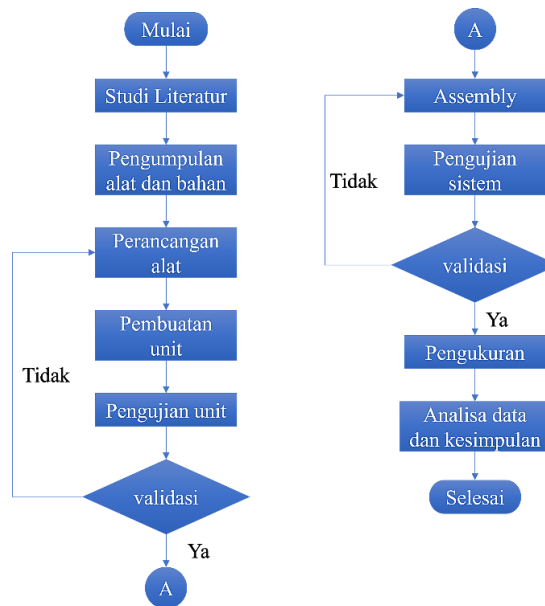 Mulai
Studi Literatur
Pengumpulan
alat dan bahan
Perancangan
alat
Pembuatan
unit
Tidak
Pengujian unit
validasi
Ya
A
A
Assembly
Pengujian
sistem
Tidak
validasi
Ya
Pengukuran
Analisa data
dan kesimpulan
Selesai